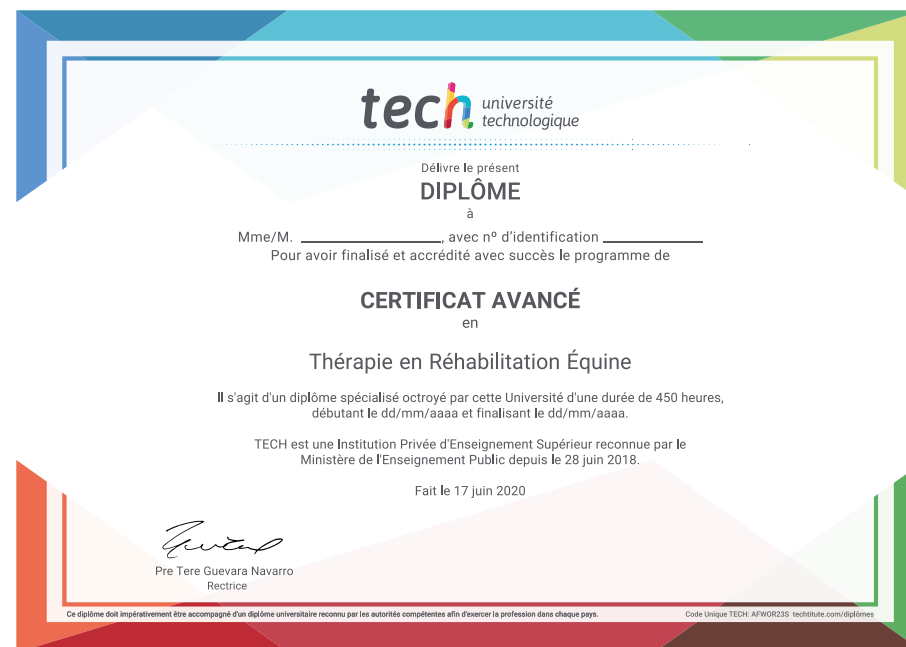 tech université
technologique
Délivre le présent
DIPLÔME
à
Mme/M. ____________________, avec nº d'identification ______________
Pour avoir finalisé et accrédité avec succès le programme de
CERTIFICAT AVANCÉ
en
Thérapie en Réhabilitation Équine
Il s'agit d'un diplôme spécialisé octroyé par cette Université d'une durée de 450 heures,
débutant le dd/mm/aaaa et finalisant le dd/mm/aaaa.
TECH est une Institution Privée d'Enseignement Supérieur reconnue par le
Ministère de l'Enseignement Public depuis le 28 juin 2018.
Fait le 17 juin 2020
Pre Tere Guevara Navarro
Rectrice
Ce diplôme doit impérativement être accompagné d'un diplôme universitaire reconnu par les autorités compétentes afin d'exercer la profession dans chaque pays.
Code Unique TECH: AFWOR23S techtitute.com/diplômes